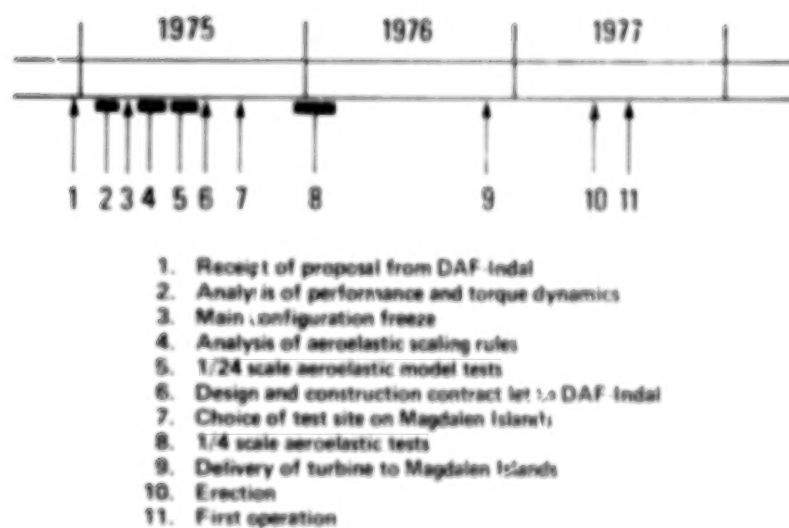 1975 1976 1977
1 2 3 4 5 6 7 8 9 10 11
1. Receipt of proposal from DAF-Indal
2. Analysis of performance and torque dynamics
3. Main configuration freeze
4. Analysis of aeroelastic scaling rules
5. 1/24 scale aeroelastic model tests
6. Design and construction contract let to DAF-Indal
7. Choice of test site on Magdalen Islands
8. 1/4 scale aeroelastic tests
9. Delivery of turbine to Magdalen Islands
10. Erection
11. First operation